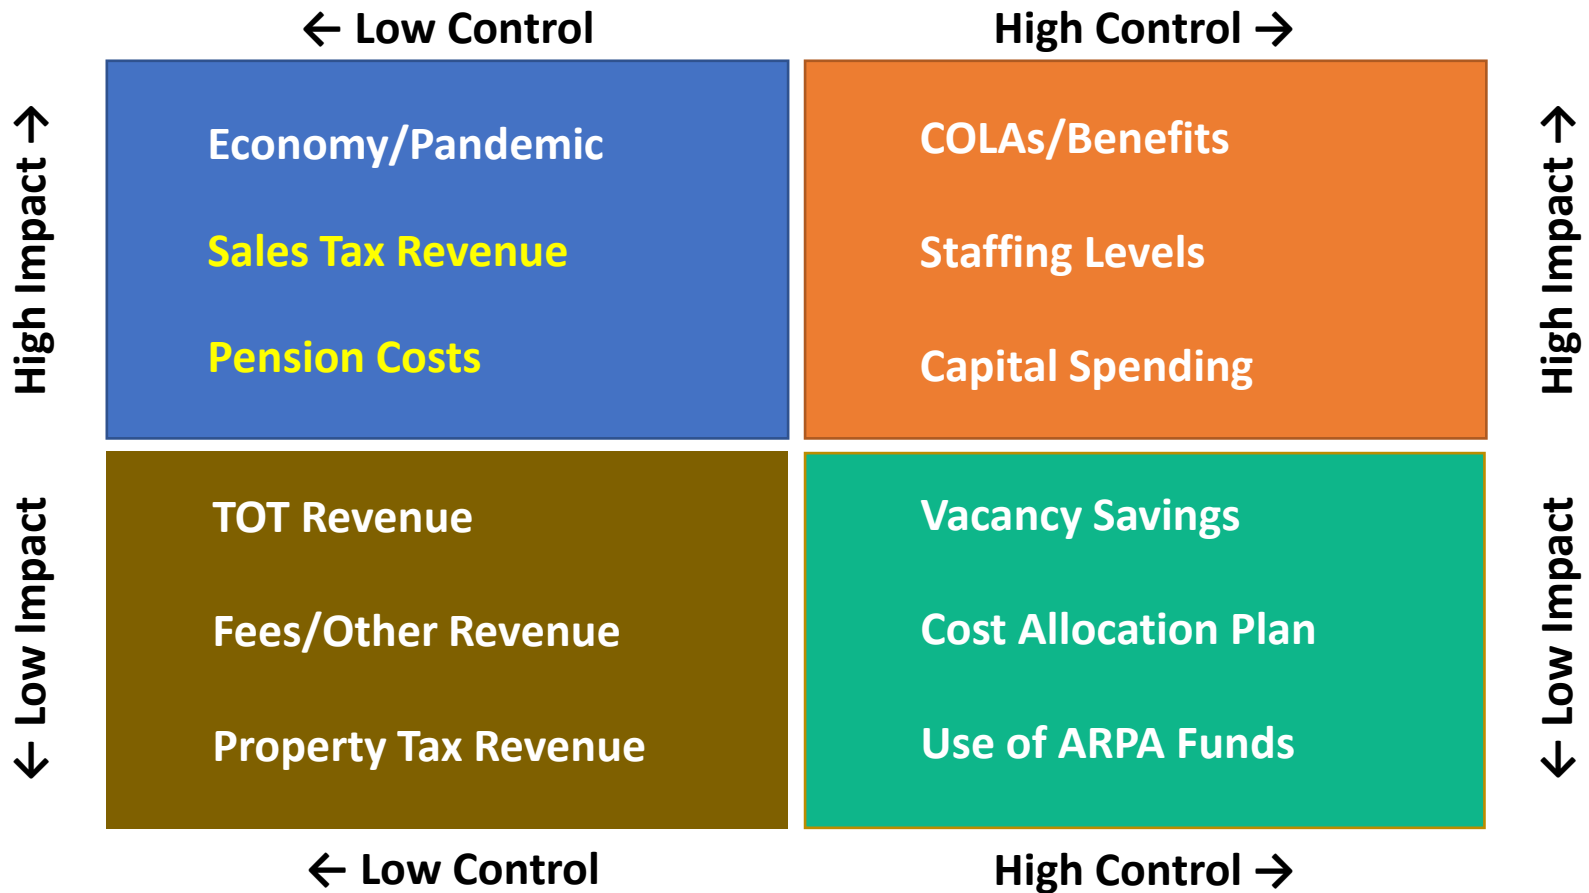 ← Low Control
High Control →
High Impact →
Economy/Pandemic
Sales Tax Revenue
Pension Costs
COLAs/Benefits
Staffing Levels
Capital Spending
High Impact →
← Low Impact
TOT Revenue
Fees/Other Revenue
Property Tax Revenue
Vacancy Savings
Cost Allocation Plan
Use of ARPA Funds
← Low Impact
← Low Control
High Control →